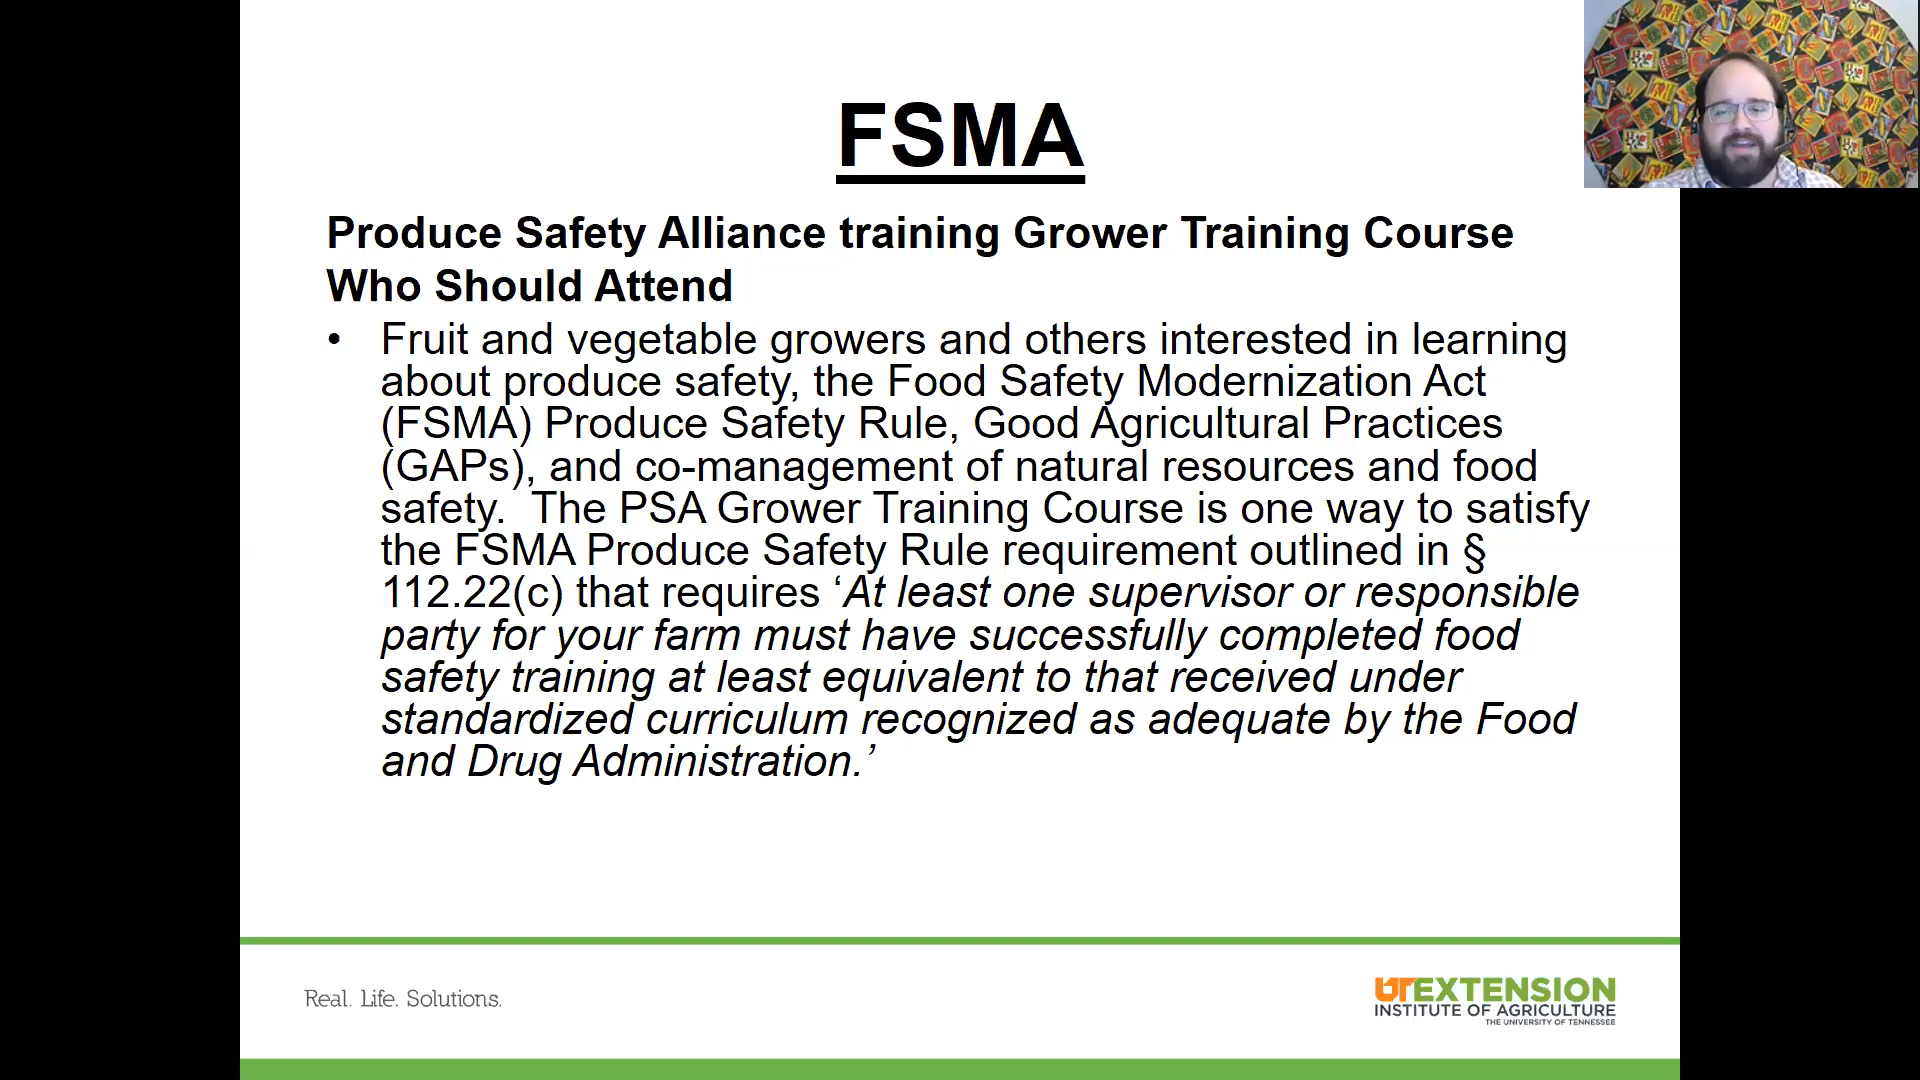 FSMA
Produce Safety Alliance training Grower Training Course
Who Should Attend
• Fruit and vegetable growers and others interested in learning
about produce safety, the Food Safety Modernization Act
(FSMA) Produce Safety Rule, Good Agricultural Practices
(GAPs), and co-management of natural resources and food
safety.  The PSA Grower Training Course is one way to satisfy
the FSMA Produce Safety Rule requirement outlined in §
112.22(c) that requires ‘At least one supervisor or responsible
party for your farm must have successfully completed food
safety training at least equivalent to that received under
standardized curriculum recognized as adequate by the Food
and Drug Administration.’
Real. Life. Solutions.
UT EXTENSION
INSTITUTE OF AGRICULTURE
THE UNIVERSITY OF TENNESSEE